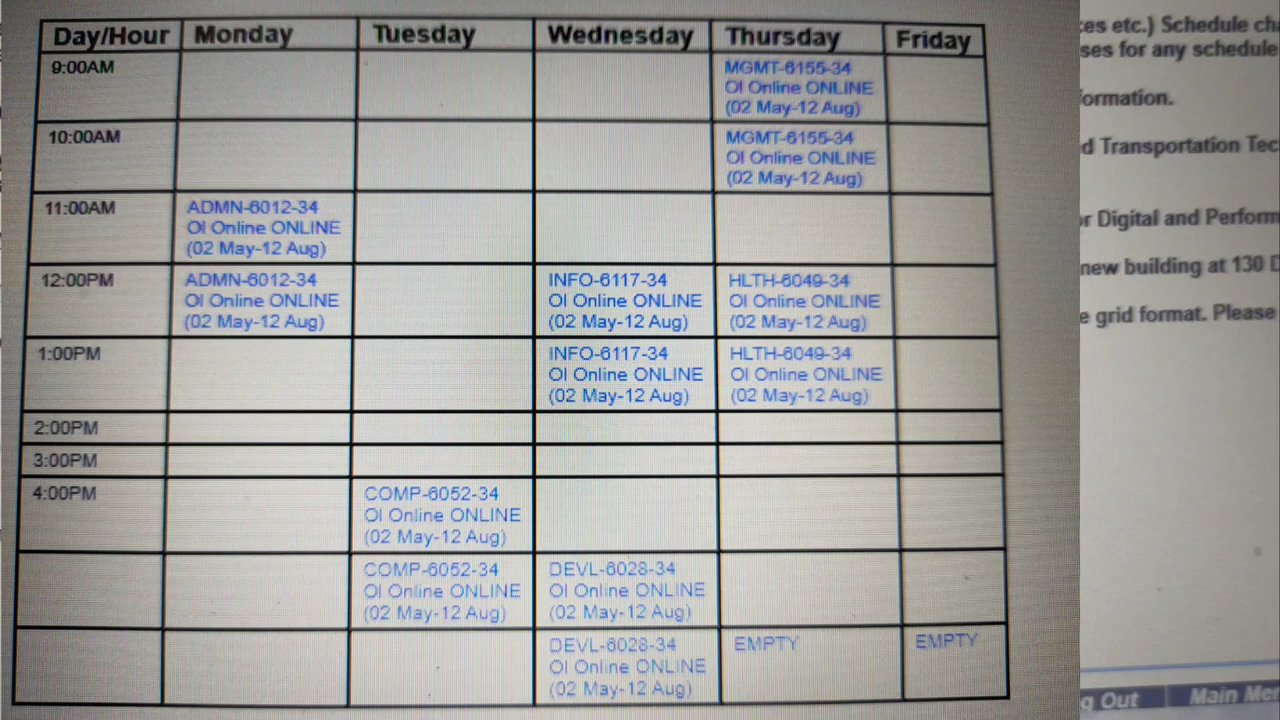 Day/Hour Monday Tuesday Wednesday Thursday Friday
9:00AM MGMT-6155-34
OI Online ONLINE
(02 May-12 Aug)
10:00AM MGMT-6155-34
OI Online ONLINE
(02 May-12 Aug)
11:00AM ADMN-6012-34
OI Online ONLINE
(02 May-12 Aug)
12:00PM ADMN-6012-34 INFO-6117-34 HLTH-6049-34
OI Online ONLINE OI Online ONLINE OI Online ONLINE
(02 May-12 Aug) (02 May-12 Aug) (02 May-12 Aug)
1:00PM INFO-6117-34 HLTH-6049-34
OI Online ONLINE OI Online ONLINE
(02 May-12 Aug) (02 May-12 Aug)
2:00PM
3:00PM
4:00PM COMP-6052-34
OI Online ONLINE
(02 May-12 Aug)
COMP-6052-34 DEVL-6028-34
OI Online ONLINE OI Online ONLINE
(02 May-12 Aug) (02 May-12 Aug)
DEVL-6028-34 EMPTY EMPTY
OI Online ONLINE
(02 May-12 Aug)
es etc.) Schedule
ses for any schedule
formation.
d Transportation
or Digital and
new building at 130
e grid format. Please
Out Main